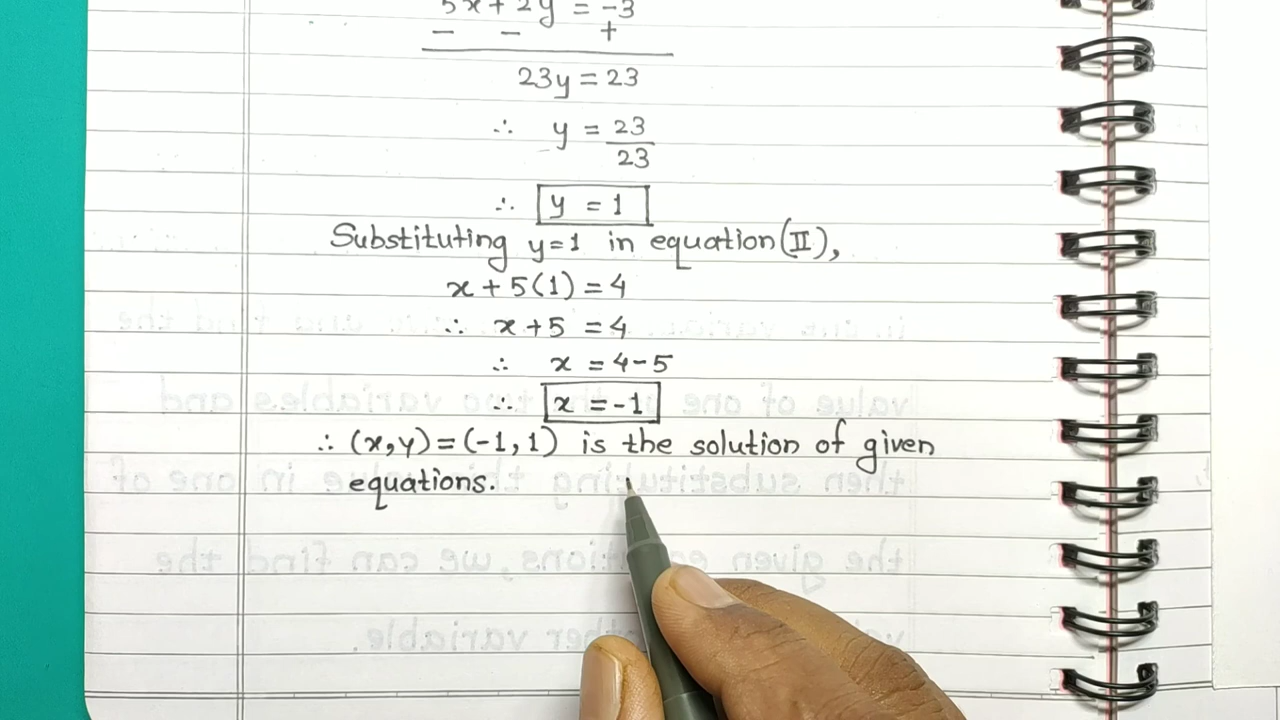 5x + 2y = -3
- - +
23y = 23
∴ y = 23/23
∴ y = 1
Substituting y=1 in equation (II),
x + 5(1) = 4
∴ x + 5 = 4
∴ x = 4-5
∴ x = -1
∴ (x,y) = (-1, 1) is the solution of given
equations.